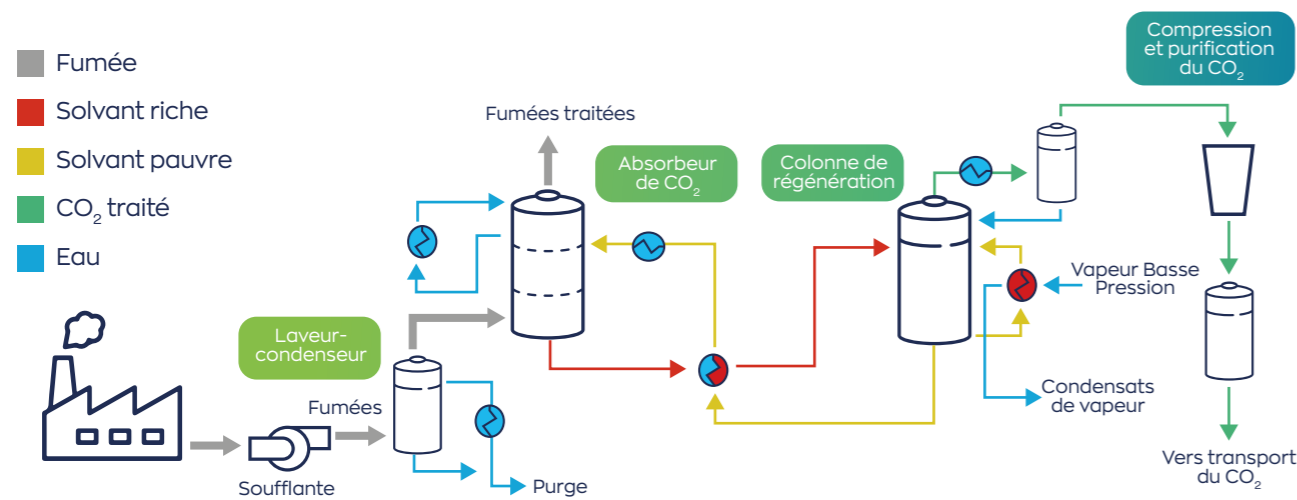 Fumée
Solvant riche
Solvant pauvre
CO₂ traité
Eau
Compression
et purification
du CO₂
Fumées traitées
Absorbeur
de CO₂
Colonne de
régénération
Vapeur Basse
Pression
Laveur-
condenseur
Fumées
Condensats
de vapeur
Soufflante
Purge
Vers transport
du CO₂